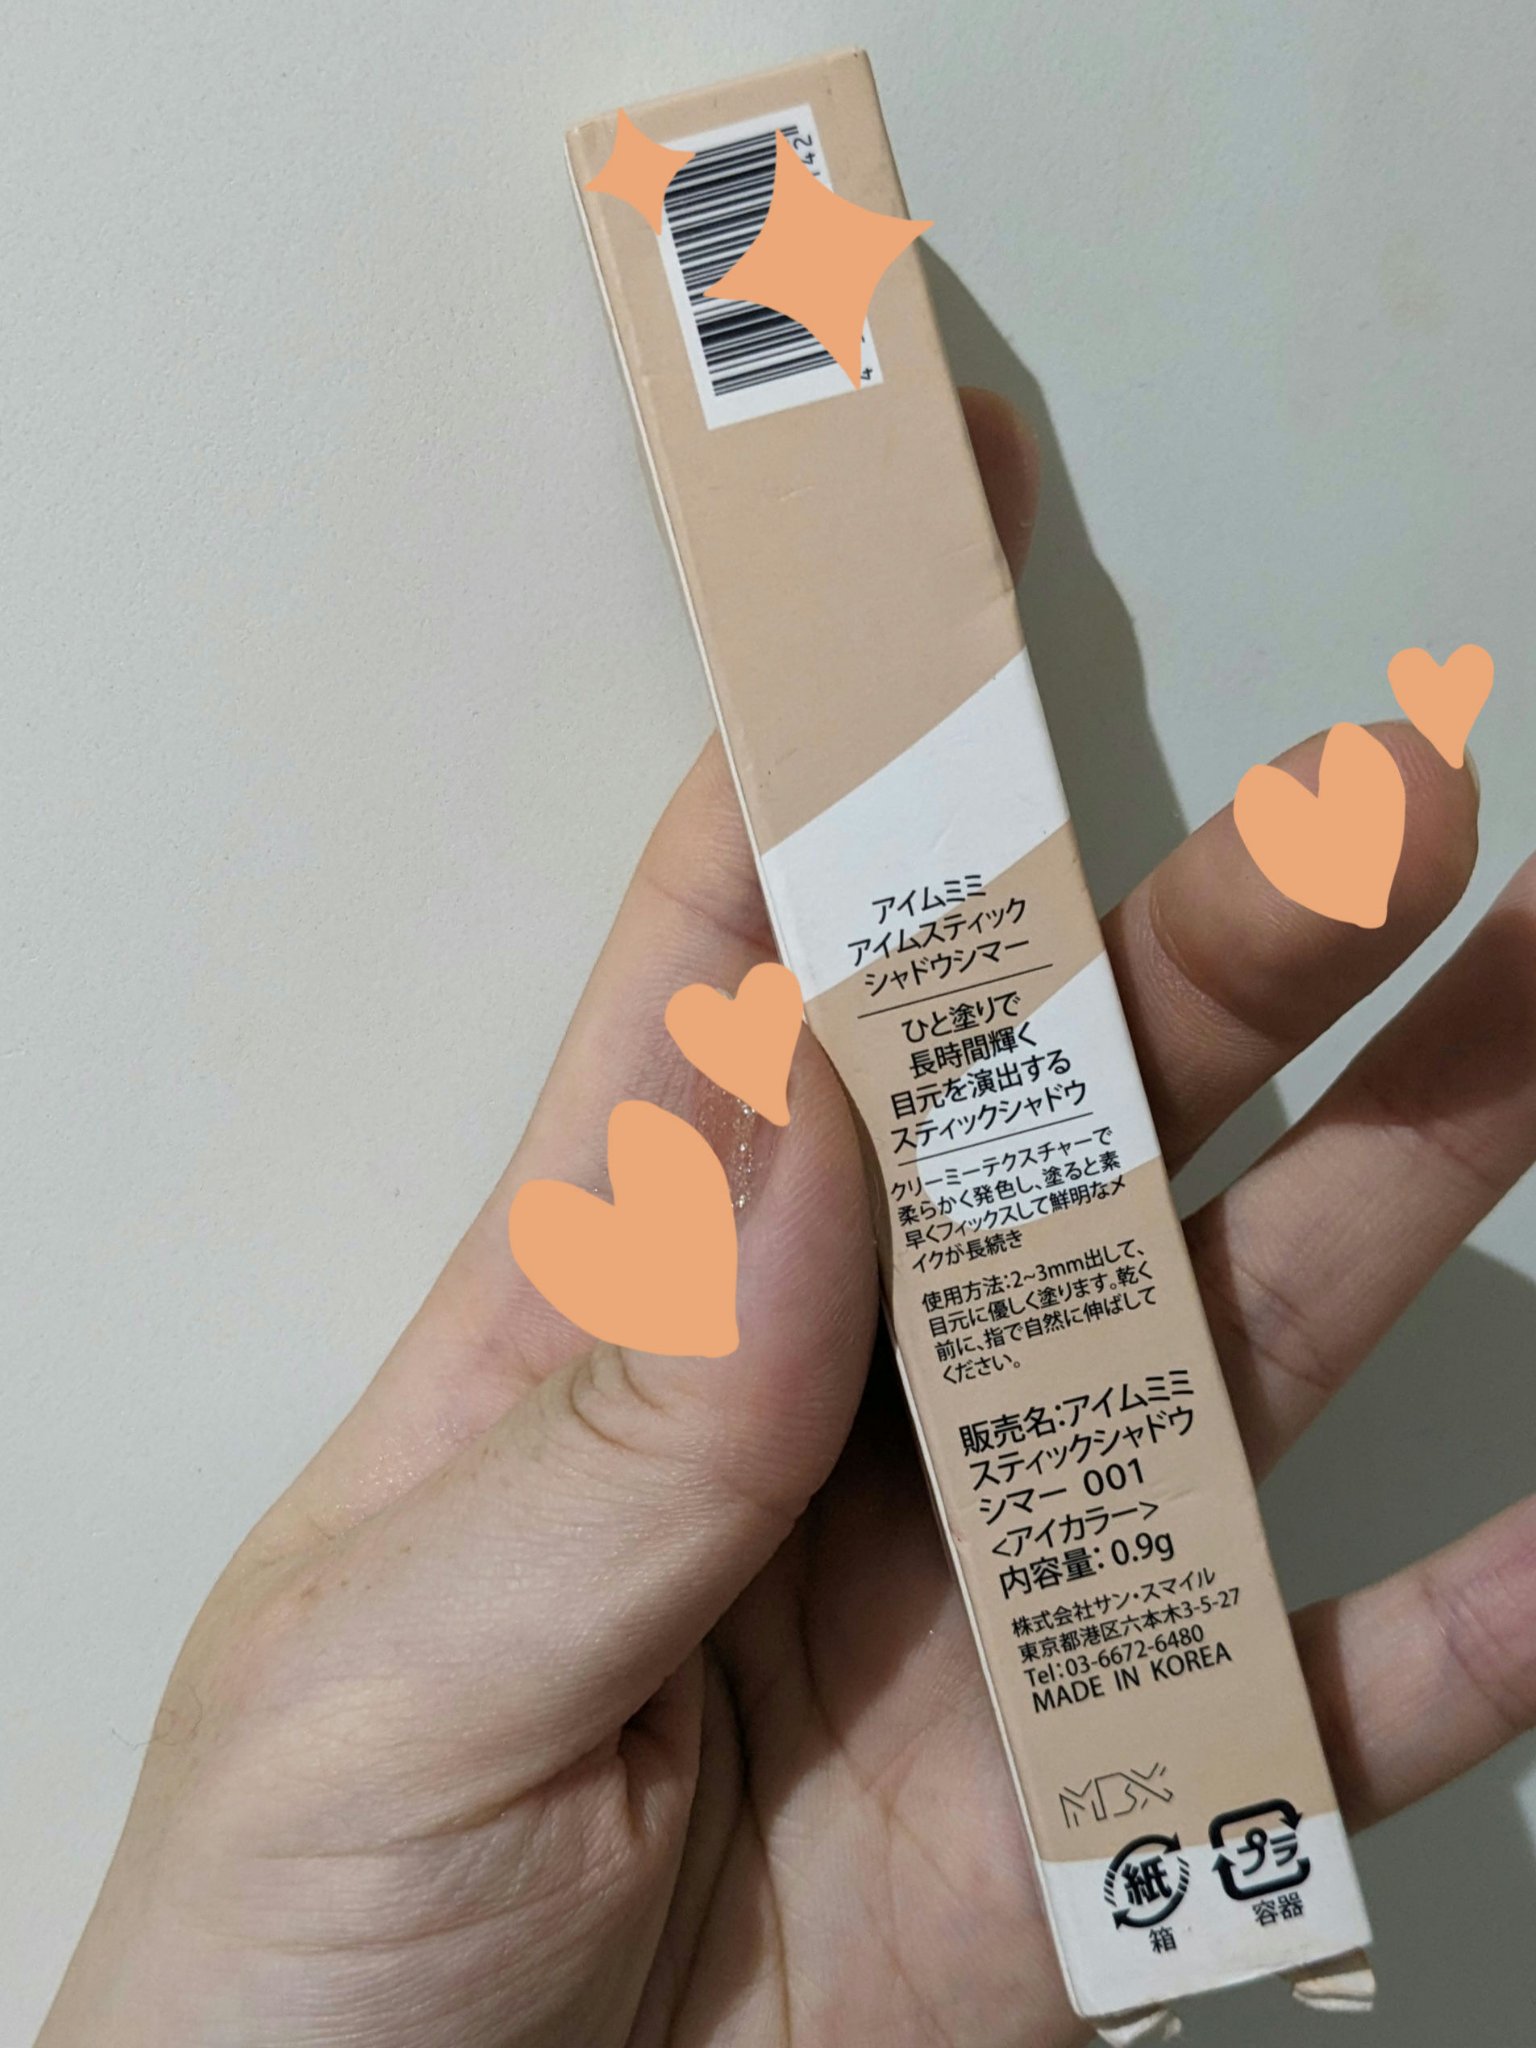 アイムミミ
アイムスティック
シャドウシマー
ひと塗りで
長時間輝く
目元を演出する
スティックシャドウ
クリーミーテクスチャーで
柔らかく発色し、塗ると素
早くフィックスして鮮明なメ
イクが長続き
使用方法:2~3mm出して、
目元に優しく塗ります。乾く
前に、指で自然に伸ばして
ください。
販売名:アイムミミ
スティックシャドウ
シマー 001
<アイカラー>
内容量: 0.9g
株式会社サン・スマイル
東京都港区六本木3-5-27
Tel:03-6672-6480
MADE IN KOREA
MBX
紙
箱
プラ
容器